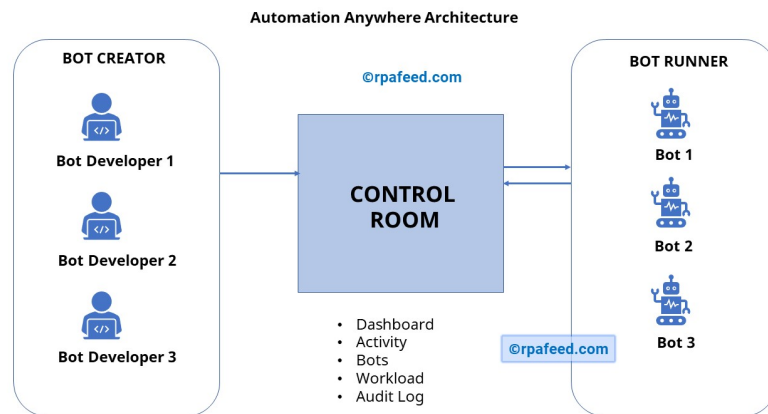 Automation Anywhere Architecture
BOT CREATOR
Bot Developer 1
Bot Developer 2
Bot Developer 3
©rpafeed.com
CONTROL
ROOM
• Dashboard
• Activity
• Bots
• Workload
• Audit Log
©rpafeed.com
BOT RUNNER
Bot 1
Bot 2
Bot 3